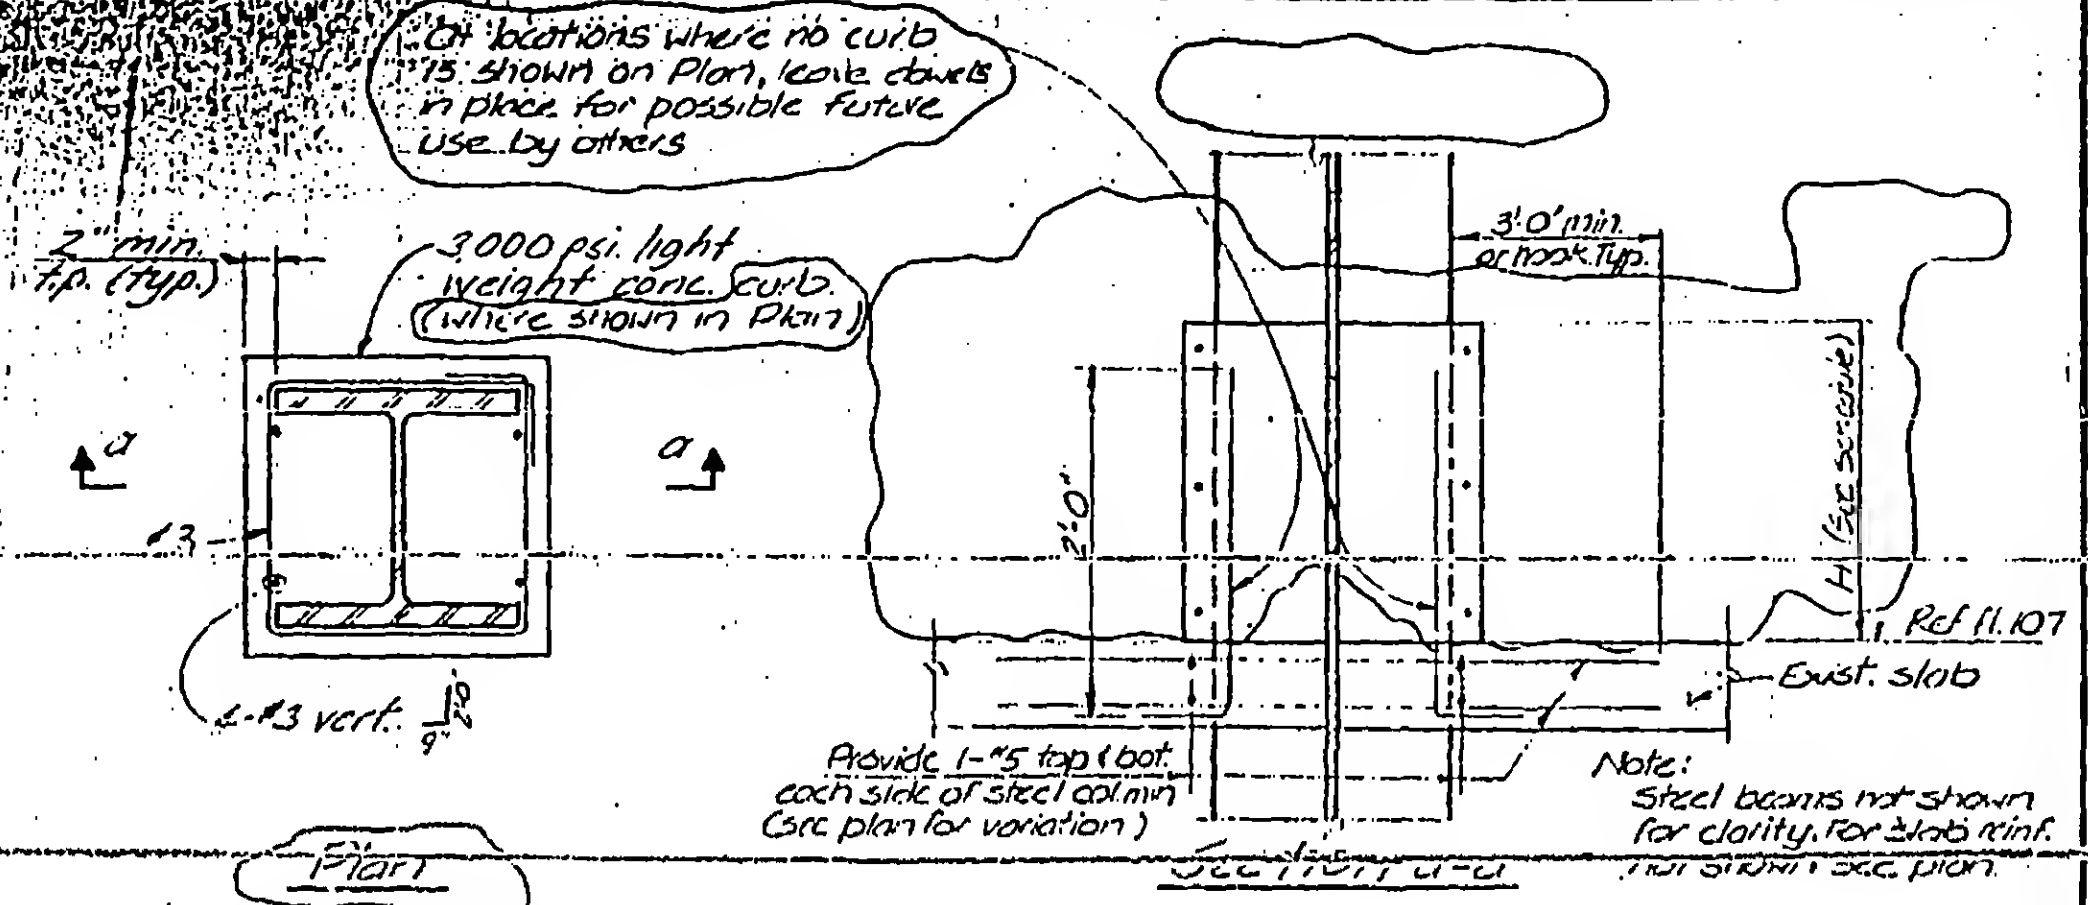 At locations where no curb
is shown on Plan, leave dowels
in place for possible future
use by others
2" min.
t.p. (typ.)
3,000 psi. light
weight conc. curb.
(where shown in Plan)
a
a
#3
4-#3 vert.
9"
2'-0"
Plan
3'-0" min.
or hook. Typ.
2'-0"
H (See schedule)
Ref fl. 107
Exist. slab
Provide 1-#5 top & bot.
each side of steel column
(see plan for variation)
Note:
Steel beams not shown
for clarity. For slab reinf.
not shown see plan.
Section a-a